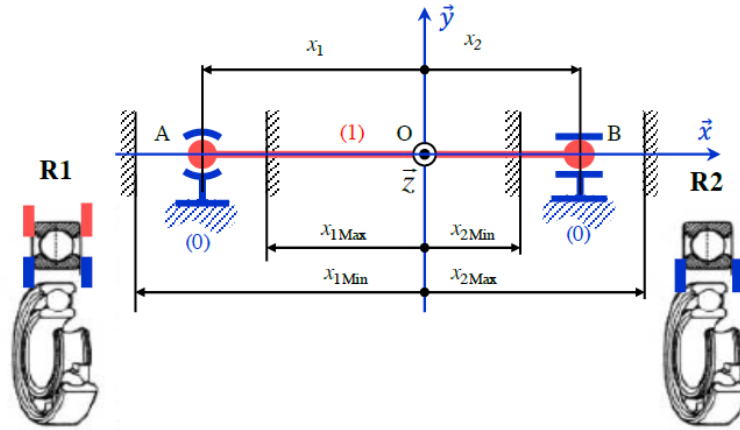 y⃗
x₁
x₂
A
(1)
O
B
x⃗
R1
z⃗
R2
(0)
(0)
x₁Max
x₂Min
x₁Min
x₂Max